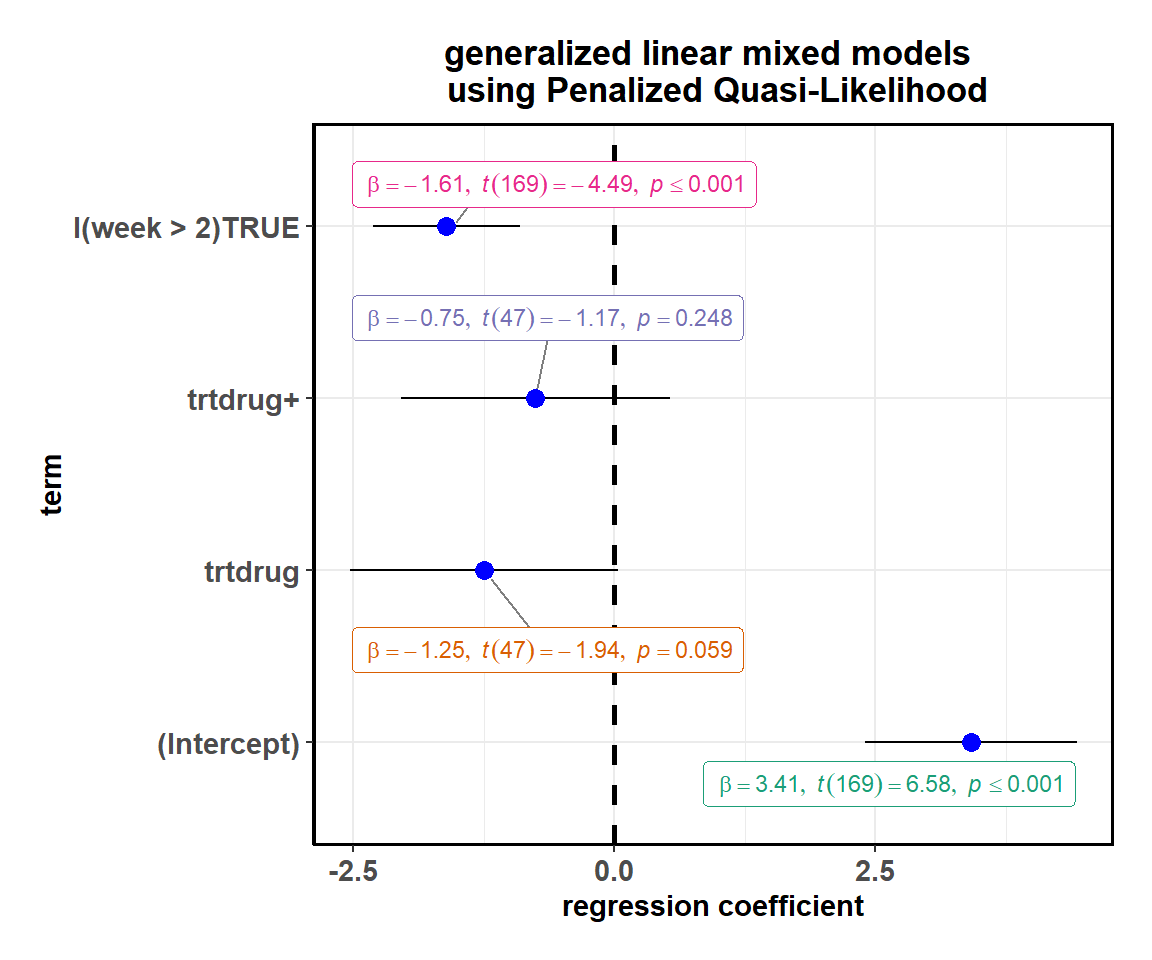 generalized linear mixed models
using Penalized Quasi-Likelihood
β = −1.61, t(169) = −4.49, p ≤ 0.001
I(week > 2)TRUE
β = −0.75, t(47) = −1.17, p = 0.248
trtdrug+
term
trtdrug
β = −1.25, t(47) = −1.94, p = 0.059
(Intercept)
β = 3.41, t(169) = 6.58, p ≤ 0.001
-2.5 0.0 2.5
regression coefficient